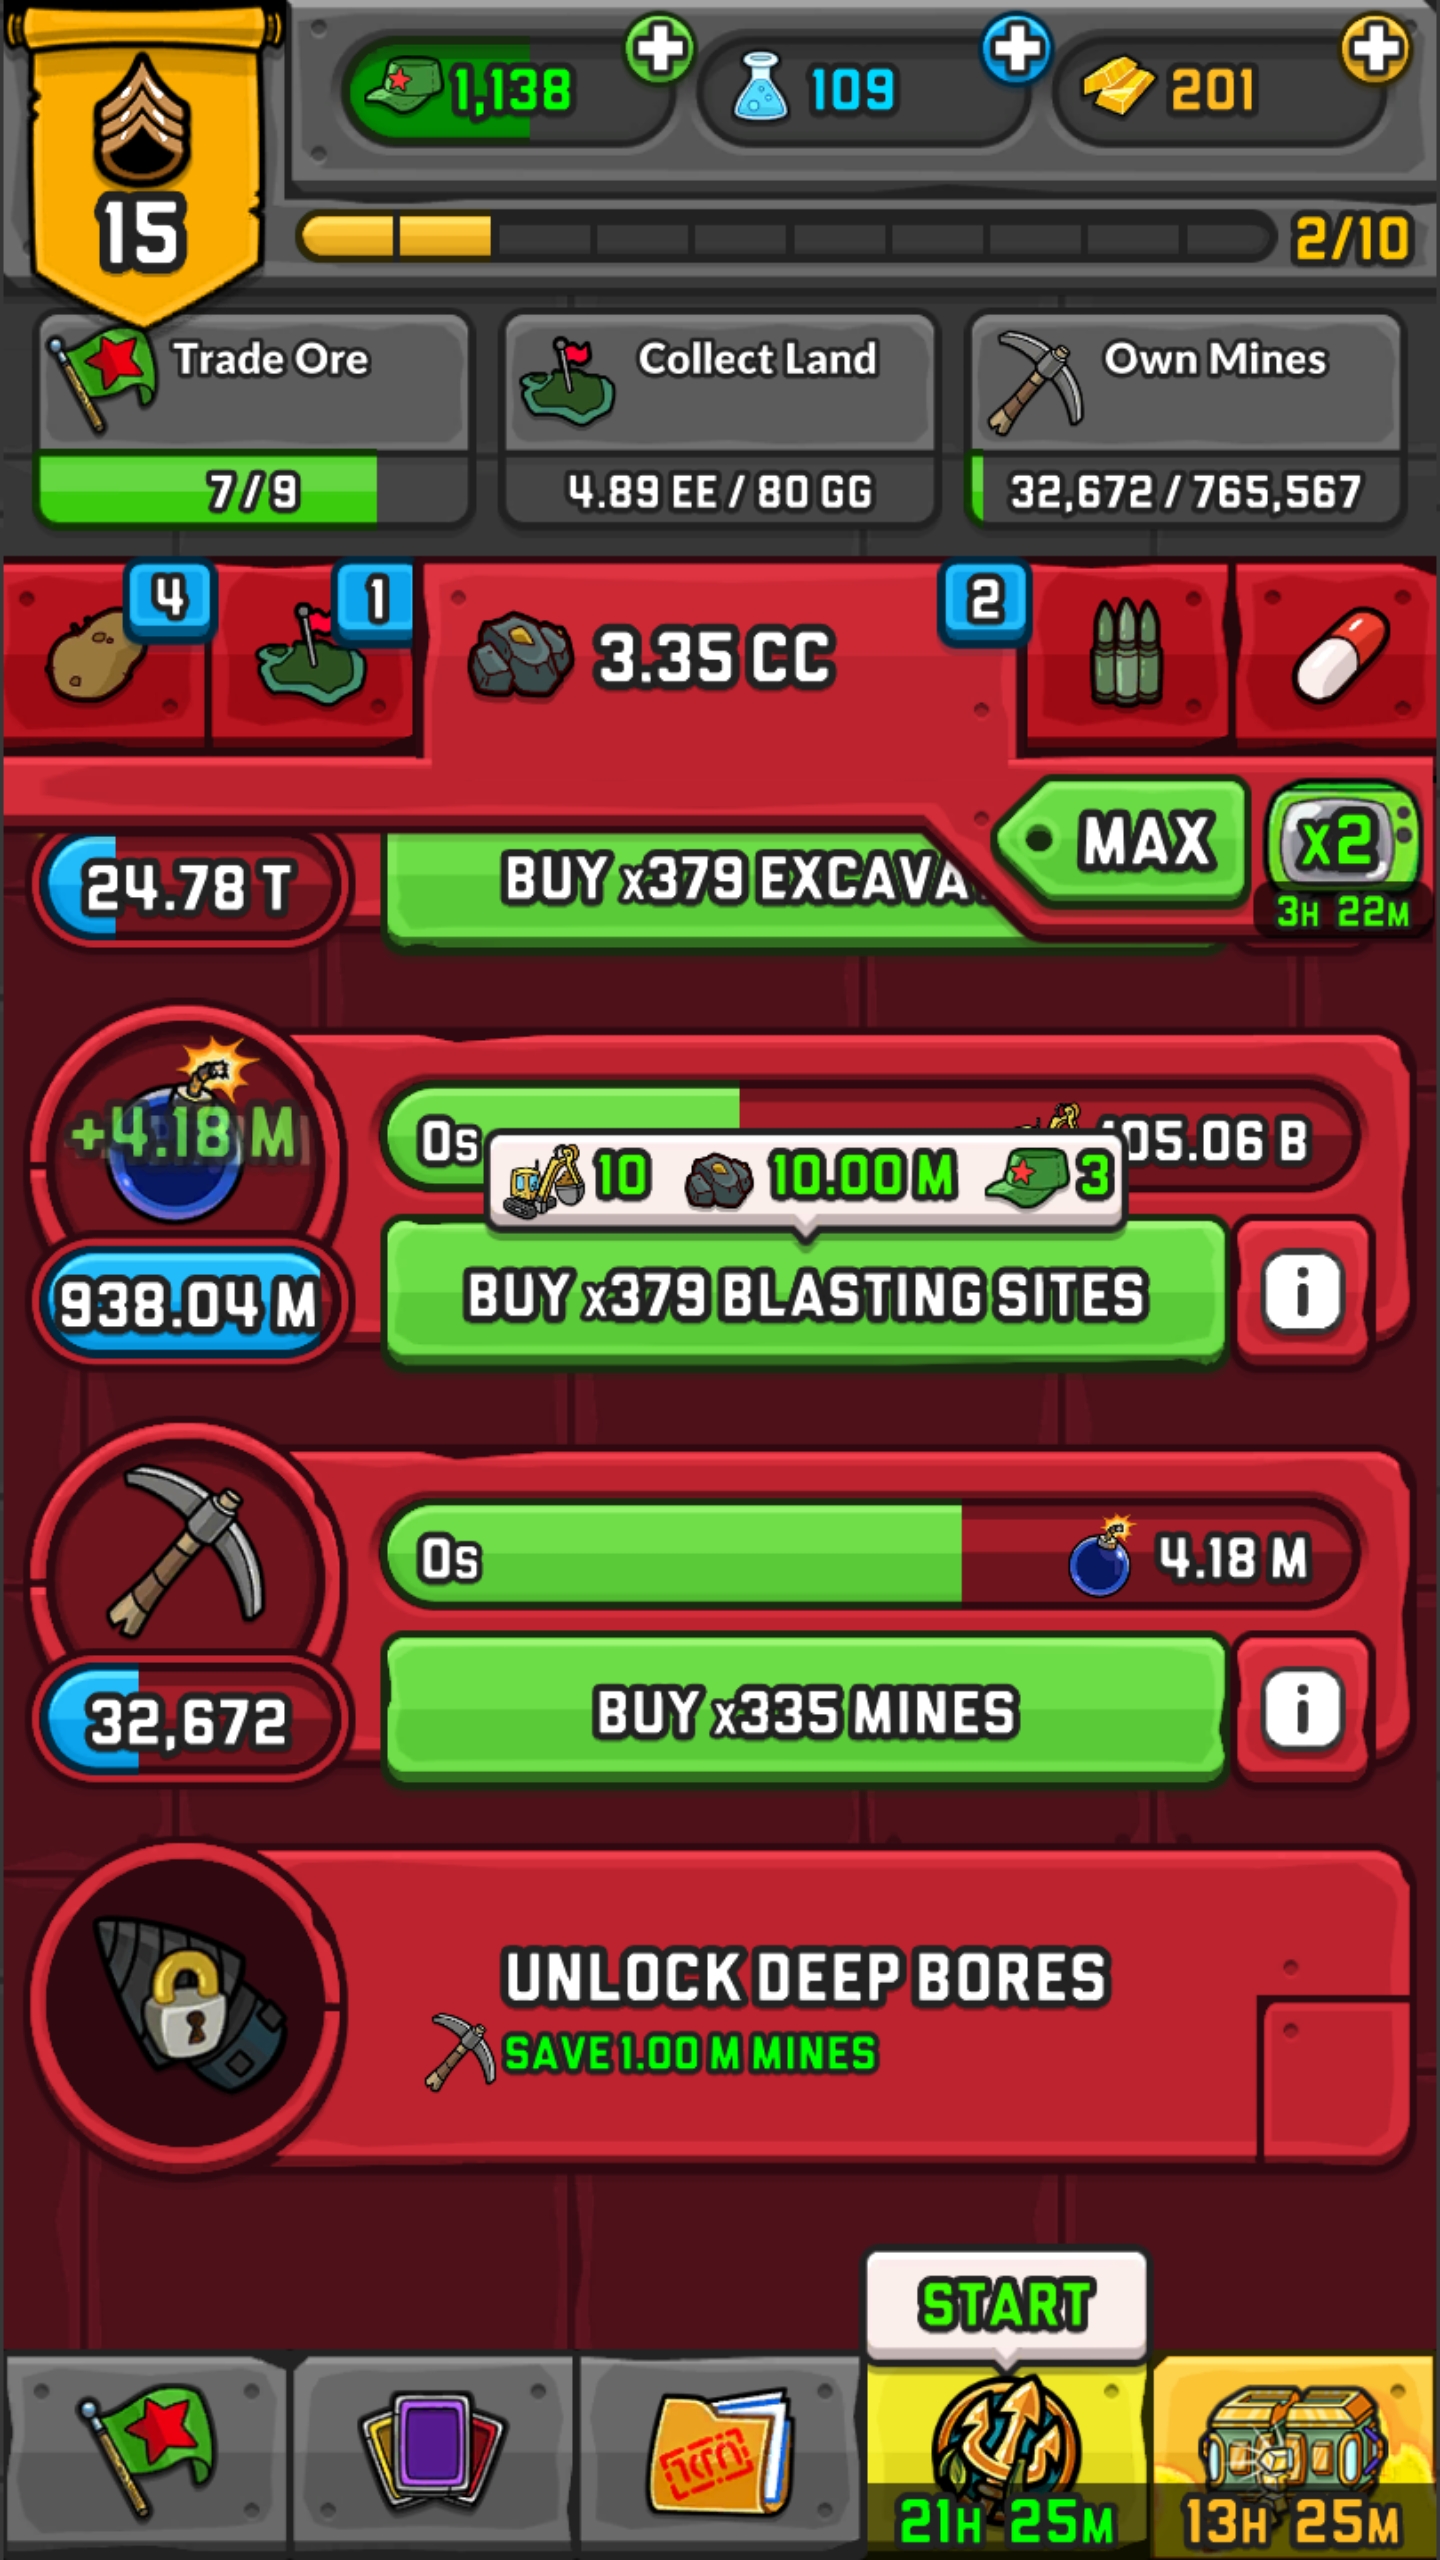 1,138
109
201
15
2/10
Trade Ore
Collect Land
Own Mines
7/9
4.89 EE / 80 GG
32,672 / 765,567
4
1
3.35 CC
2
MAX
x2
3H 22M
24.78 T
BUY x379
+4.18 M
0s
05.06 B
10
10.00 M
3
938.04 M
BUY x379 BLASTING SITES
i
0s
4.18 M
32,672
BUY x335 MINES
i
UNLOCK DEEP BORES
SAVE 1.00 M MINES
START
21H 25M
13H 25M